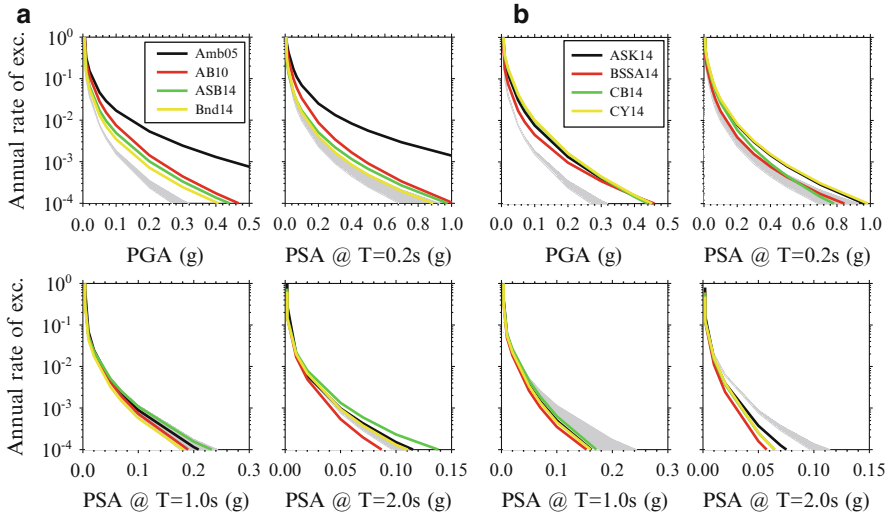 a
b
Annual rate of exc.
10⁰
10⁻¹
10⁻²
10⁻³
10⁻⁴
Amb05
AB10
ASB14
Bnd14
0.0 0.1 0.2 0.3 0.4 0.5
PGA (g)
0.0 0.2 0.4 0.6 0.8 1.0
PSA @ T=0.2s (g)
ASK14
BSSA14
CB14
CY14
0.0 0.1 0.2 0.3 0.4 0.5
PGA (g)
0.0 0.2 0.4 0.6 0.8 1.0
PSA @ T=0.2s (g)
Annual rate of exc.
10⁰
10⁻¹
10⁻²
10⁻³
10⁻⁴
0.0 0.1 0.2 0.3
PSA @ T=1.0s (g)
0.00 0.05 0.10 0.15
PSA @ T=2.0s (g)
0.0 0.1 0.2 0.3
PSA @ T=1.0s (g)
0.00 0.05 0.10 0.15
PSA @ T=2.0s (g)